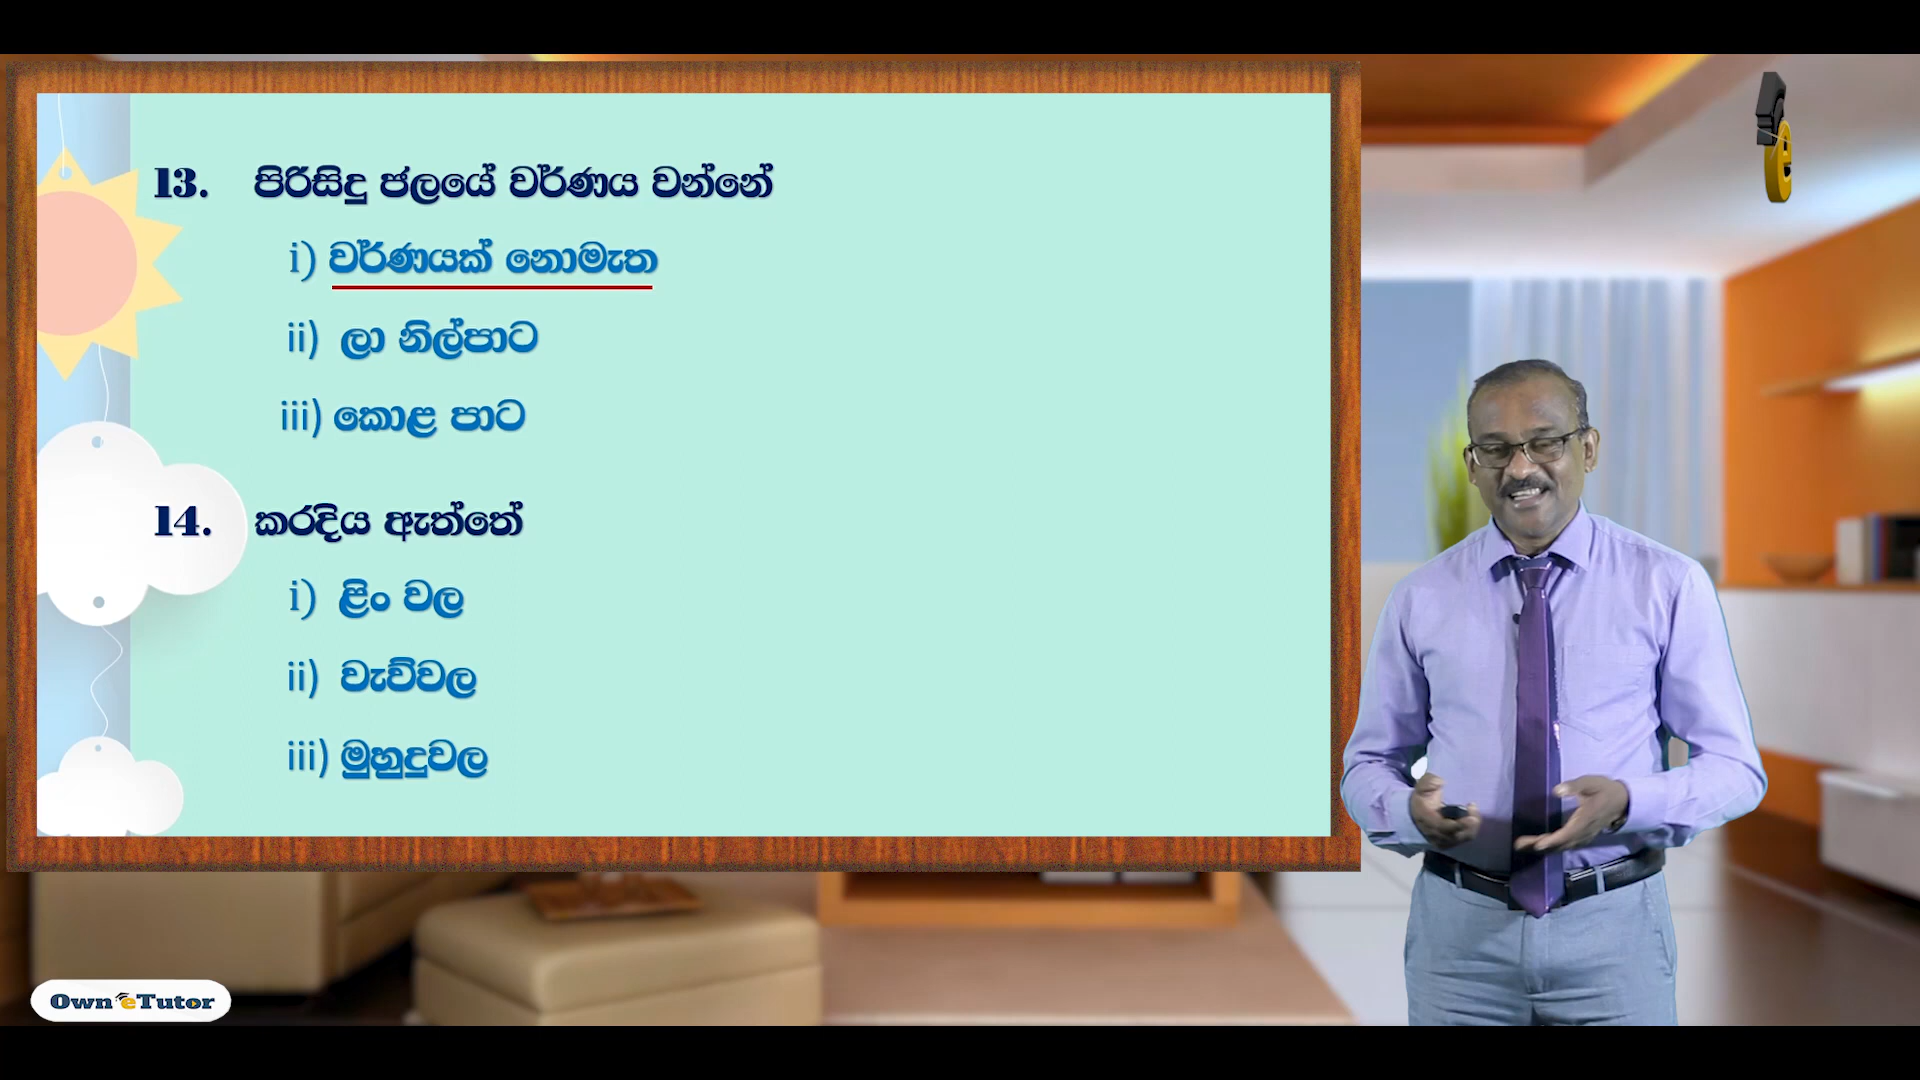 13. පිරිසිදු ජලයේ වර්ණය වන්නේ
i) වර්ණයක් නොමැත
ii) ලා නිල්පාට
iii) කොළ පාට
14. කරදිය ඇත්තේ
i) ළිං වල
ii) වැව්වල
iii) මුහුදුවල
Own eTutor
e